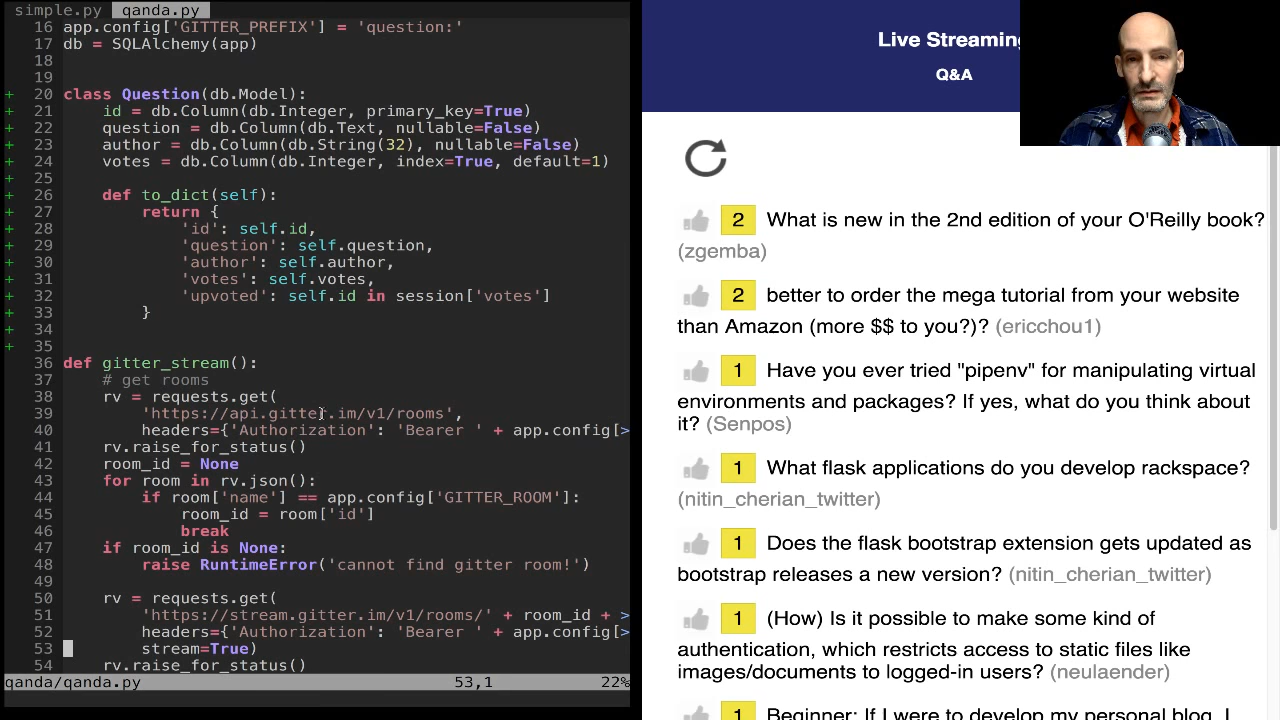 simple.py qanda.py
16 app.config['GITTER_PREFIX'] = 'question:'
17 db = SQLAlchemy(app)
18
19
+ 20 class Question(db.Model):
+ 21 id = db.Column(db.Integer, primary_key=True)
+ 22 question = db.Column(db.Text, nullable=False)
+ 23 author = db.Column(db.String(32), nullable=False)
+ 24 votes = db.Column(db.Integer, index=True, default=1)
+ 25
+ 26 def to_dict(self):
+ 27 return {
+ 28 'id': self.id,
+ 29 'question': self.question,
+ 30 'author': self.author,
+ 31 'votes': self.votes,
+ 32 'upvoted': self.id in session['votes']
+ 33 }
+ 34
+ 35
36 def gitter_stream():
37 # get rooms
38 rv = requests.get(
39 'https://api.gitter.im/v1/rooms',
40 headers={'Authorization': 'Bearer ' + app.config[>
41 rv.raise_for_status()
42 room_id = None
43 for room in rv.json():
44 if room['name'] == app.config['GITTER_ROOM']:
45 room_id = room['id']
46 break
47 if room_id is None:
48 raise RuntimeError('cannot find gitter room!')
49
50 rv = requests.get(
51 'https://stream.gitter.im/v1/rooms/' + room_id + >
52 headers={'Authorization': 'Bearer ' + app.config[>
53 stream=True)
54 rv.raise_for_status()
qanda/qanda.py 53,1 22%
Live Streaming
Q&A
2 What is new in the 2nd edition of your O'Reilly book?
(zgemba)
2 better to order the mega tutorial from your website
than Amazon (more $$ to you?)? (ericchou1)
1 Have you ever tried "pipenv" for manipulating virtual
environments and packages? If yes, what do you think about
it? (Senpos)
1 What flask applications do you develop rackspace?
(nitin_cherian_twitter)
1 Does the flask bootstrap extension gets updated as
bootstrap releases a new version? (nitin_cherian_twitter)
1 (How) Is it possible to make some kind of
authentication, which restricts access to static files like
images/documents to logged-in users? (neulaender)
1 Beginner: If I were to develop my personal blog, I